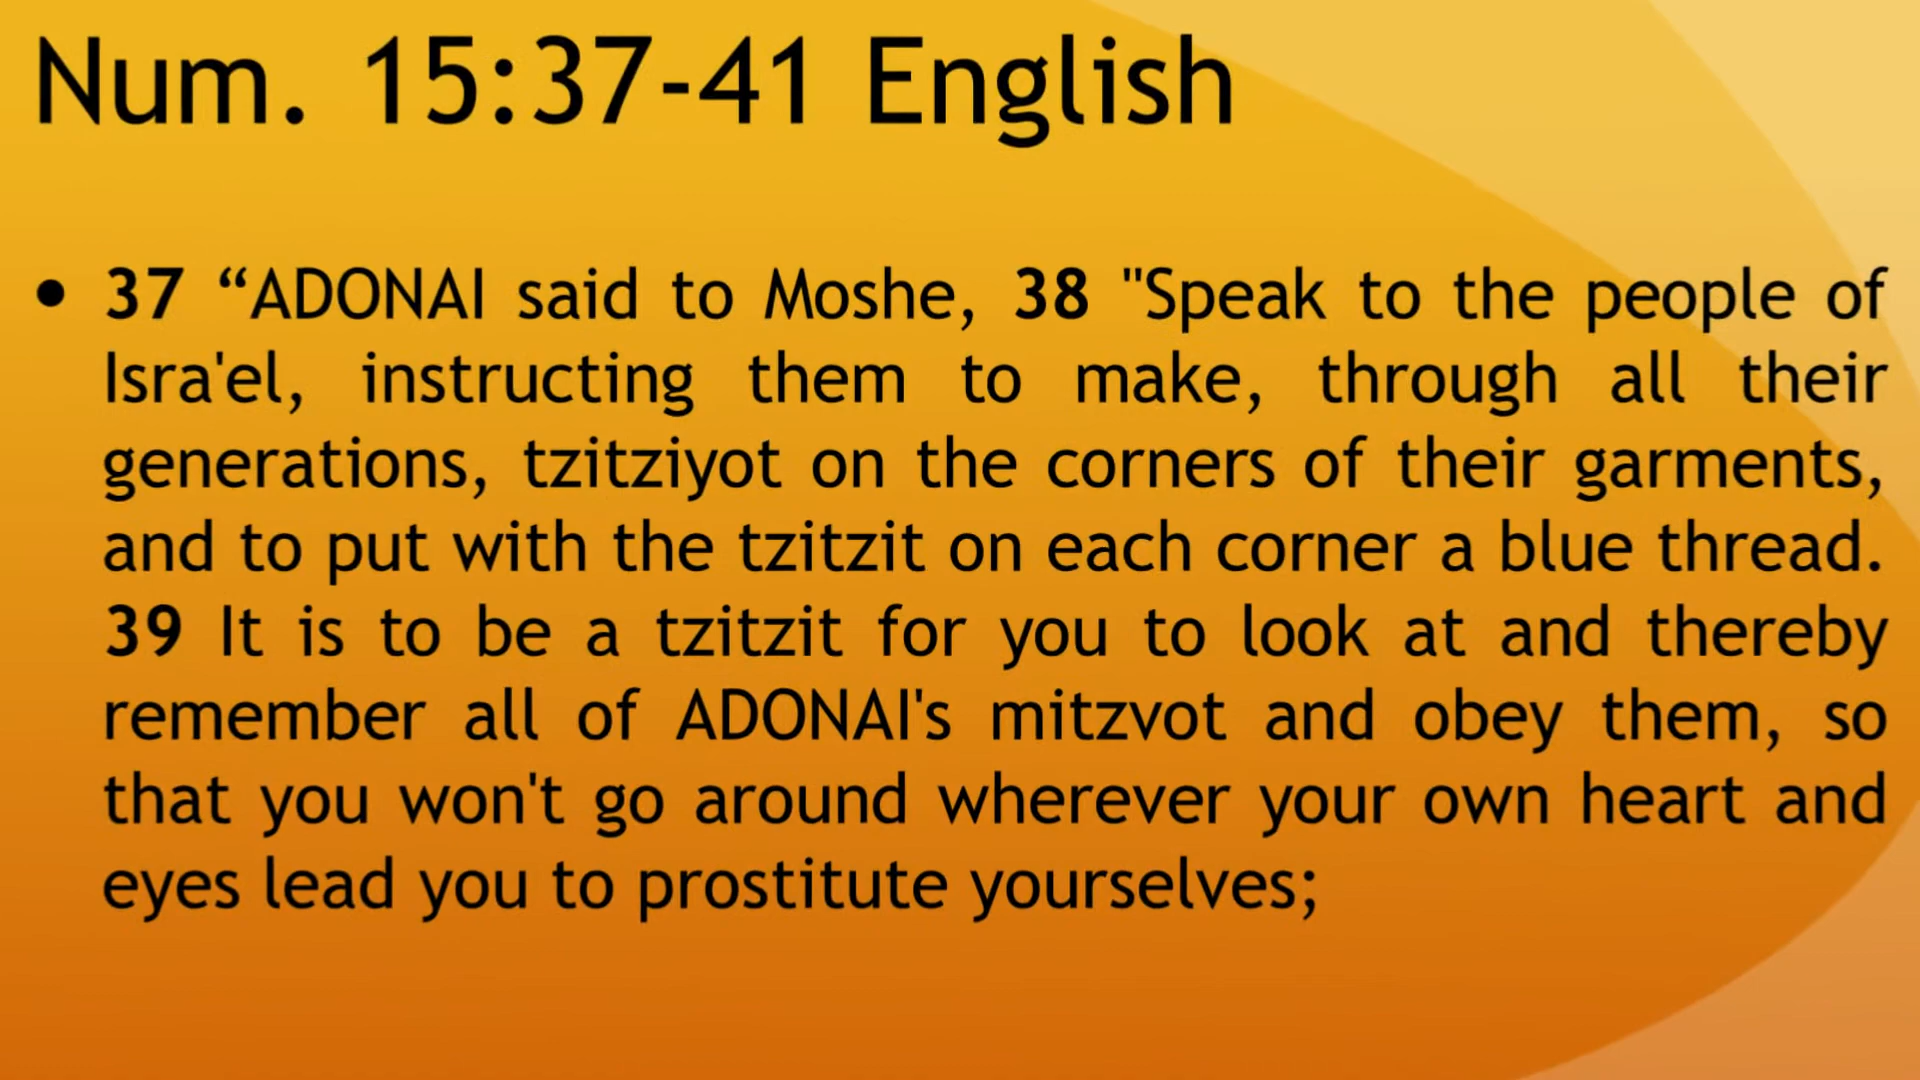 Num. 15:37-41 English
• 37 “ADONAI said to Moshe, 38 "Speak to the people of
Isra'el, instructing them to make, through all their
generations, tzitziyot on the corners of their garments,
and to put with the tzitzit on each corner a blue thread.
39 It is to be a tzitzit for you to look at and thereby
remember all of ADONAI's mitzvot and obey them, so
that you won't go around wherever your own heart and
eyes lead you to prostitute yourselves;